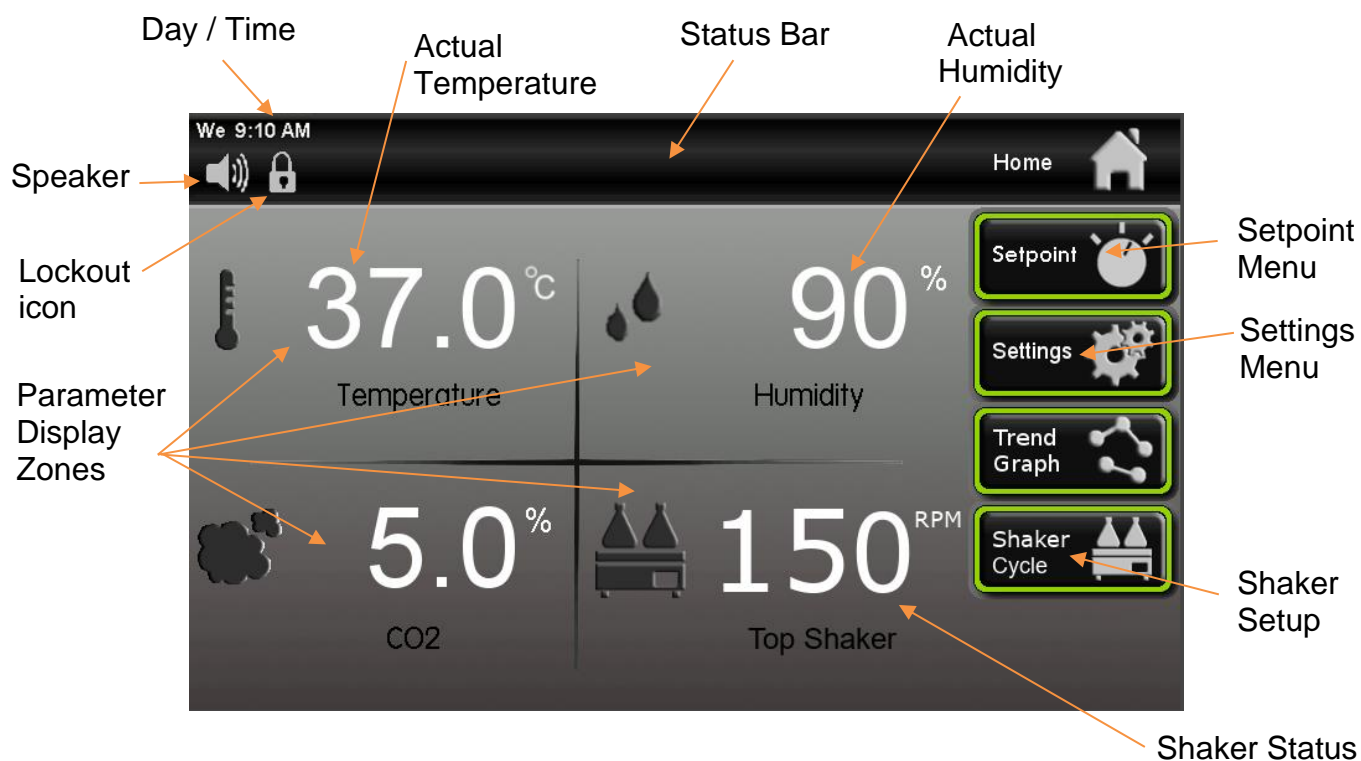 Day / Time
Actual
Temperature
Status Bar
Actual
Humidity
We 9:10 AM
Home
Speaker
Lockout
icon
Parameter
Display
Zones
37.0 °C
Temperature
90 %
Humidity
5.0 %
CO2
150 RPM
Top Shaker
Setpoint
Settings
Trend
Graph
Shaker
Cycle
Setpoint
Menu
Settings
Menu
Shaker
Setup
Shaker Status